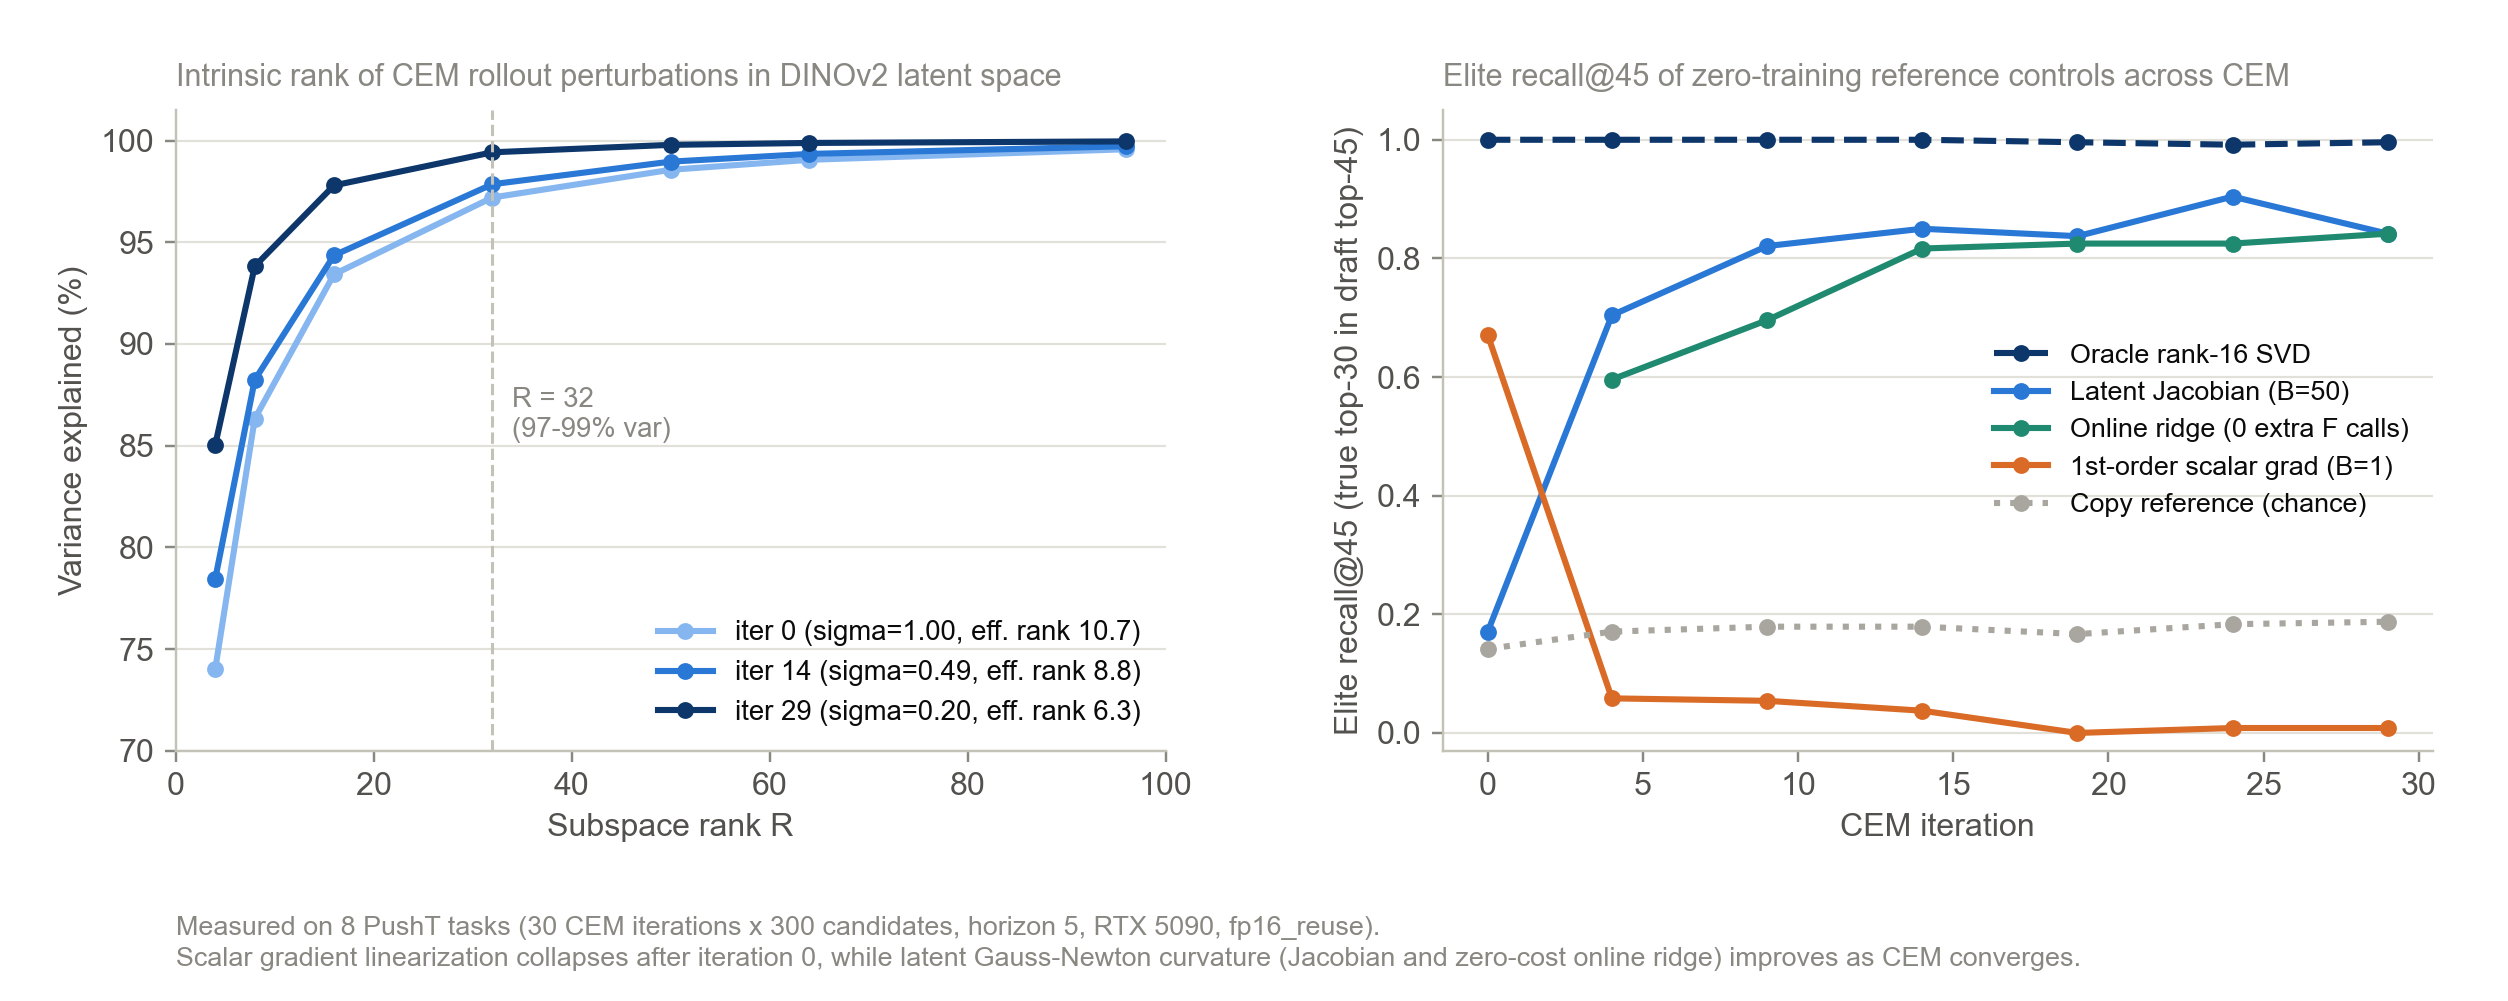 Intrinsic rank of CEM rollout perturbations in DINOv2 latent space
Variance explained (%)
100
95
90
85
80
75
70
R = 32
(97-99% var)
iter 0 (sigma=1.00, eff. rank 10.7)
iter 14 (sigma=0.49, eff. rank 8.8)
iter 29 (sigma=0.20, eff. rank 6.3)
0 20 40 60 80 100
Subspace rank R
Elite recall@45 of zero-training reference controls across CEM
Elite recall@45 (true top-30 in draft top-45)
1.0
0.8
0.6
0.4
0.2
0.0
Oracle rank-16 SVD
Latent Jacobian (B=50)
Online ridge (0 extra F calls)
1st-order scalar grad (B=1)
Copy reference (chance)
0 5 10 15 20 25 30
CEM iteration
Measured on 8 PushT tasks (30 CEM iterations x 300 candidates, horizon 5, RTX 5090, fp16_reuse).
Scalar gradient linearization collapses after iteration 0, while latent Gauss-Newton curvature (Jacobian and zero-cost online ridge) improves as CEM converges.